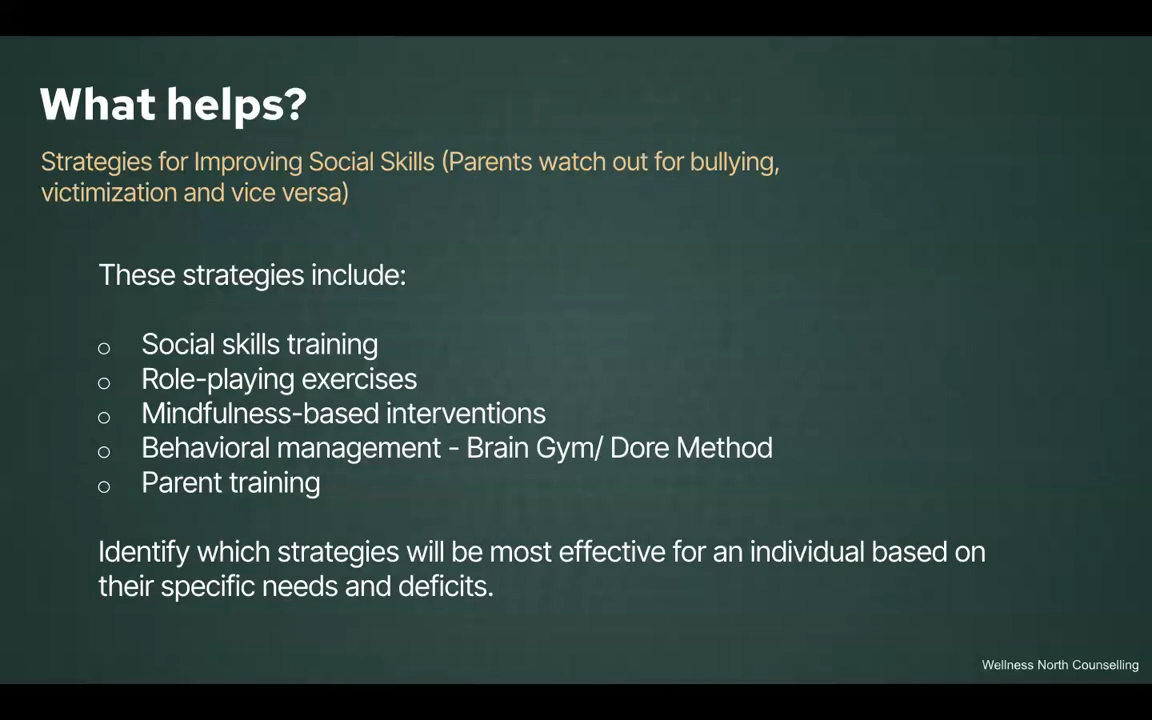 What helps?
Strategies for Improving Social Skills (Parents watch out for bullying,
victimization and vice versa)
These strategies include:
o Social skills training
o Role-playing exercises
o Mindfulness-based interventions
o Behavioral management - Brain Gym/ Dore Method
o Parent training
Identify which strategies will be most effective for an individual based on
their specific needs and deficits.
Wellness North Counselling